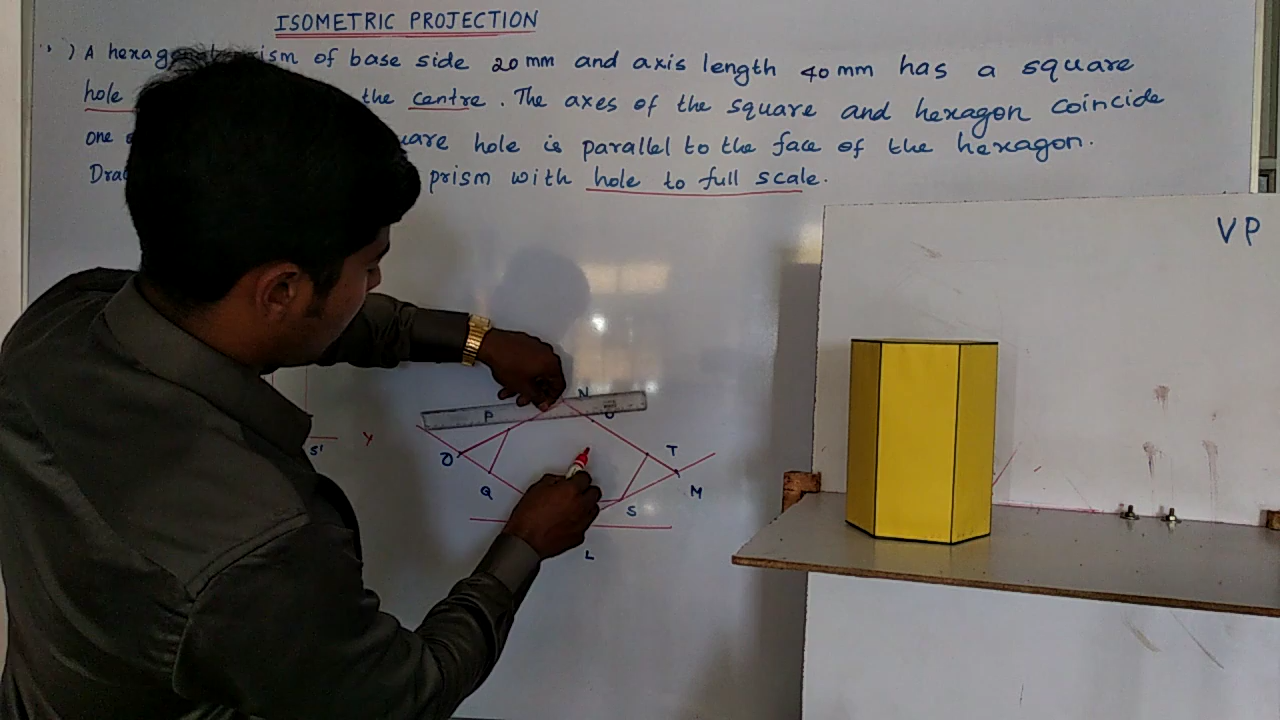 ISOMETRIC PROJECTION
) A hexag ism of base side 20 mm and axis length 40 mm has a square
hole the centre. The axes of the square and hexagon coincide
one uare hole is parallel to the face of the hexagon.
Dra prism with hole to full scale.
VP
N
P
U
Y
S'
O
T
Q
M
S
L